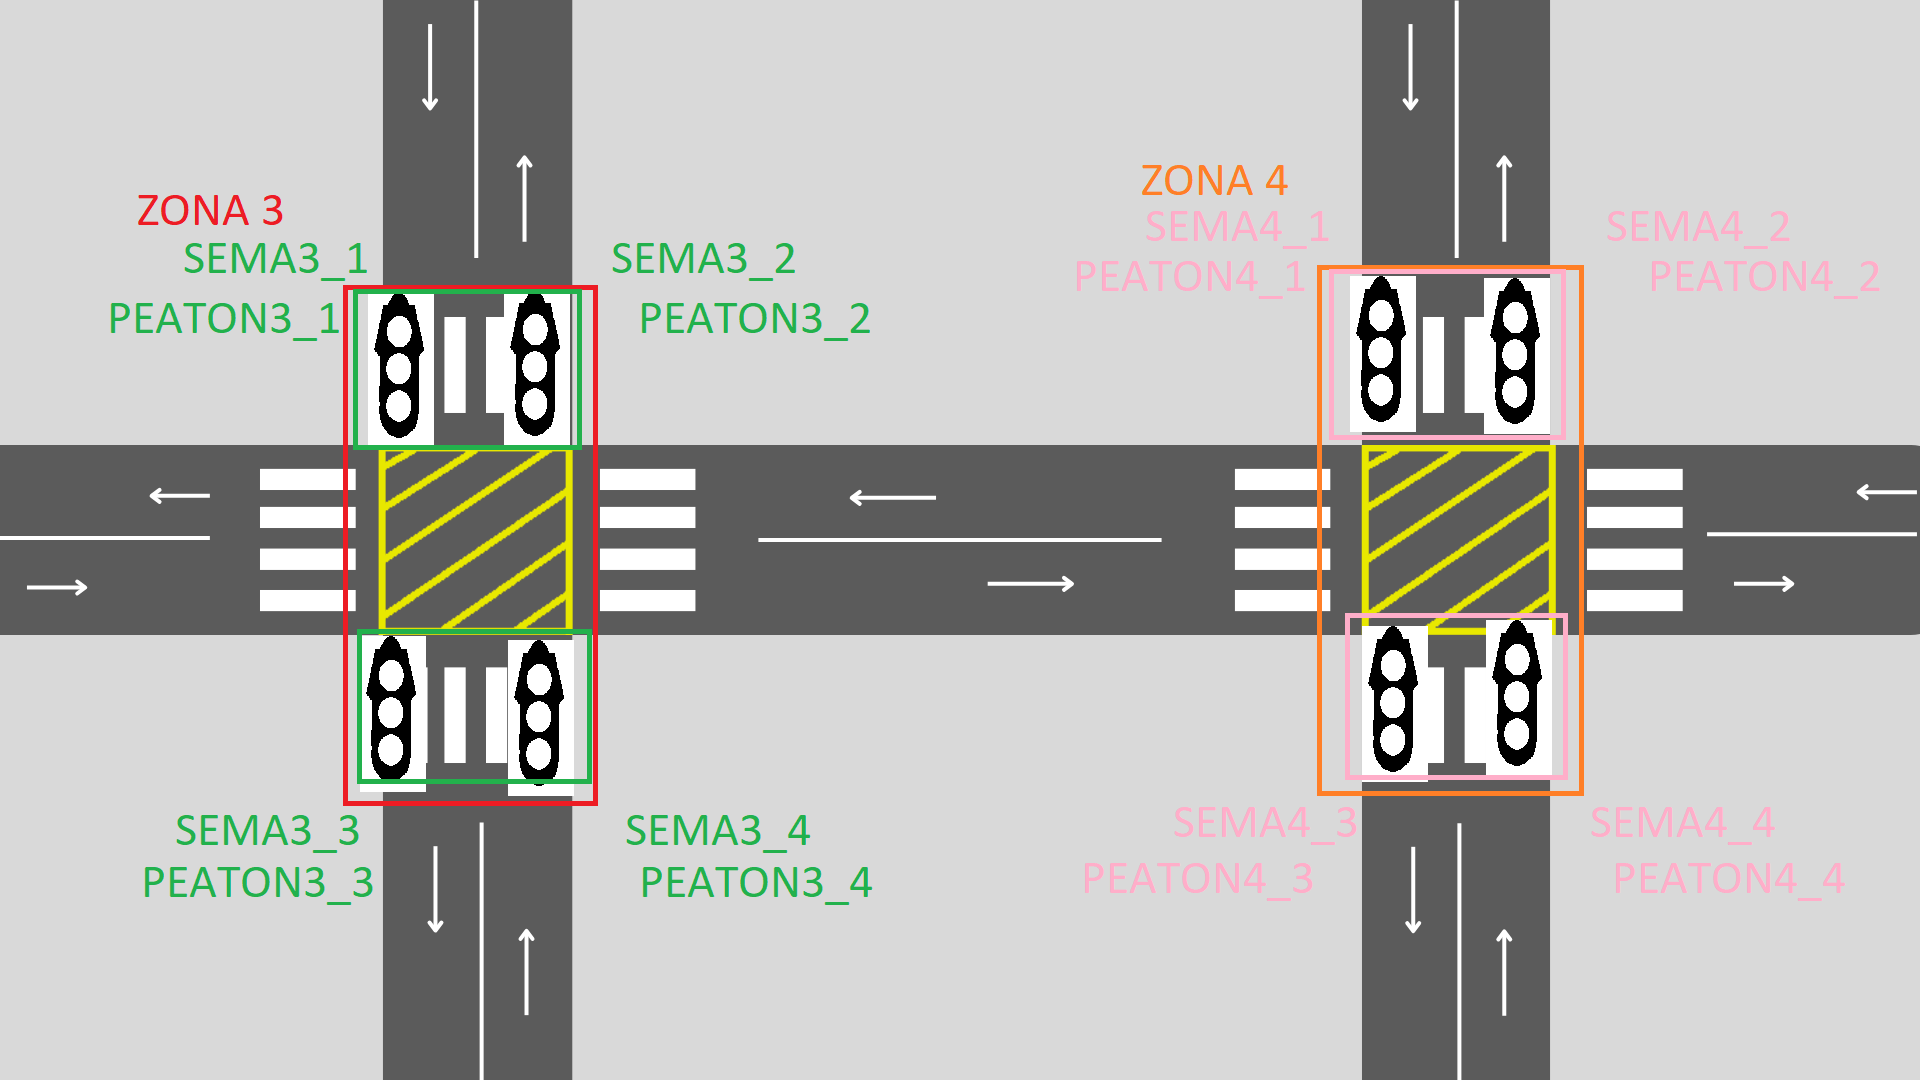 ZONA 3
SEMA3_1
PEATON3_1
SEMA3_2
PEATON3_2
SEMA3_3
PEATON3_3
SEMA3_4
PEATON3_4
ZONA 4
SEMA4_1
PEATON4_1
SEMA4_2
PEATON4_2
SEMA4_3
PEATON4_3
SEMA4_4
PEATON4_4